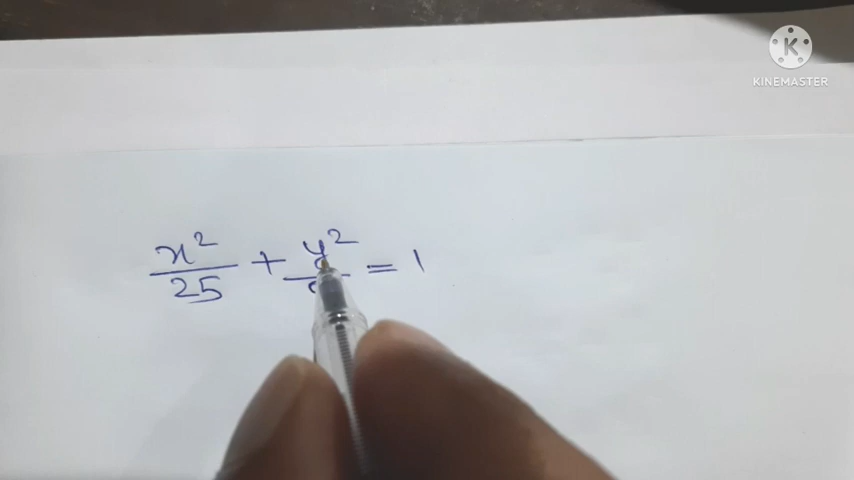 KINEMASTER
x²/25 + y²/ = 1